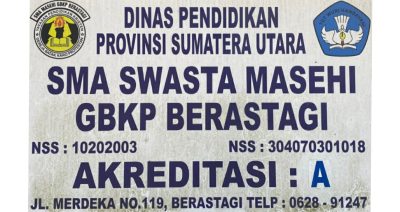 DINAS PENDIDIKAN
PROVINSI SUMATERA UTARA
SMA SWASTA MASEHI
GBKP BERASTAGI
NSS : 10202003 NSS : 304070301018
AKREDITASI : A
JL. MERDEKA NO.119, BERASTAGI TELP : 0628 - 91247